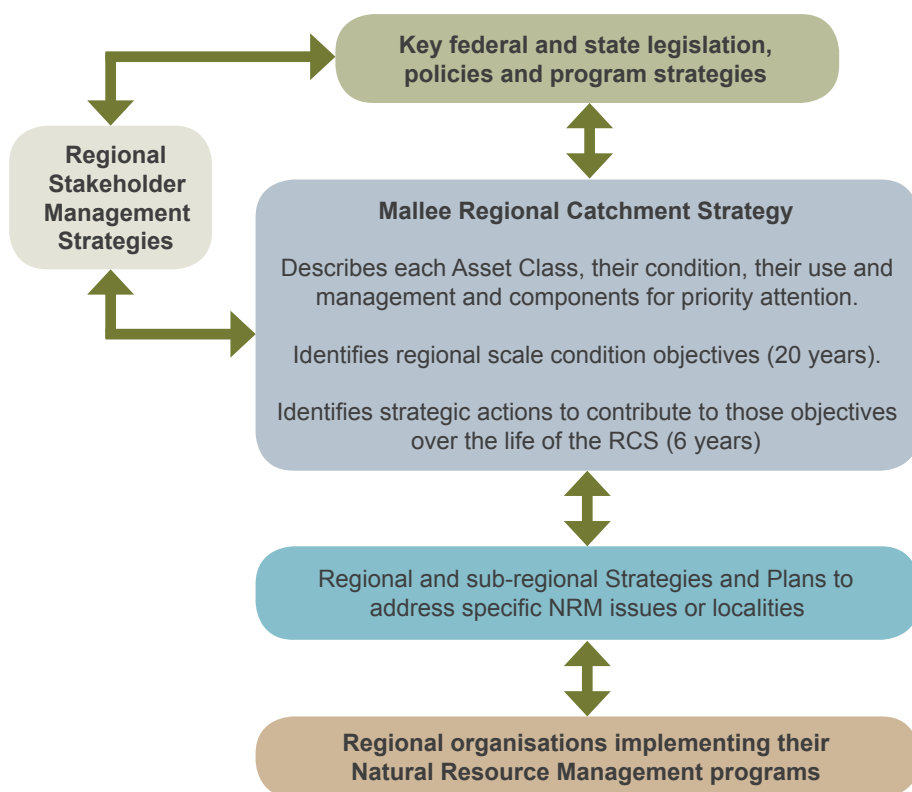 Key federal and state legislation,
policies and program strategies
Regional
Stakeholder
Management
Strategies
Mallee Regional Catchment Strategy
Describes each Asset Class, their condition, their use and
management and components for priority attention.
Identifies regional scale condition objectives (20 years).
Identifies strategic actions to contribute to those objectives
over the life of the RCS (6 years)
Regional and sub-regional Strategies and Plans to
address specific NRM issues or localities
Regional organisations implementing their
Natural Resource Management programs